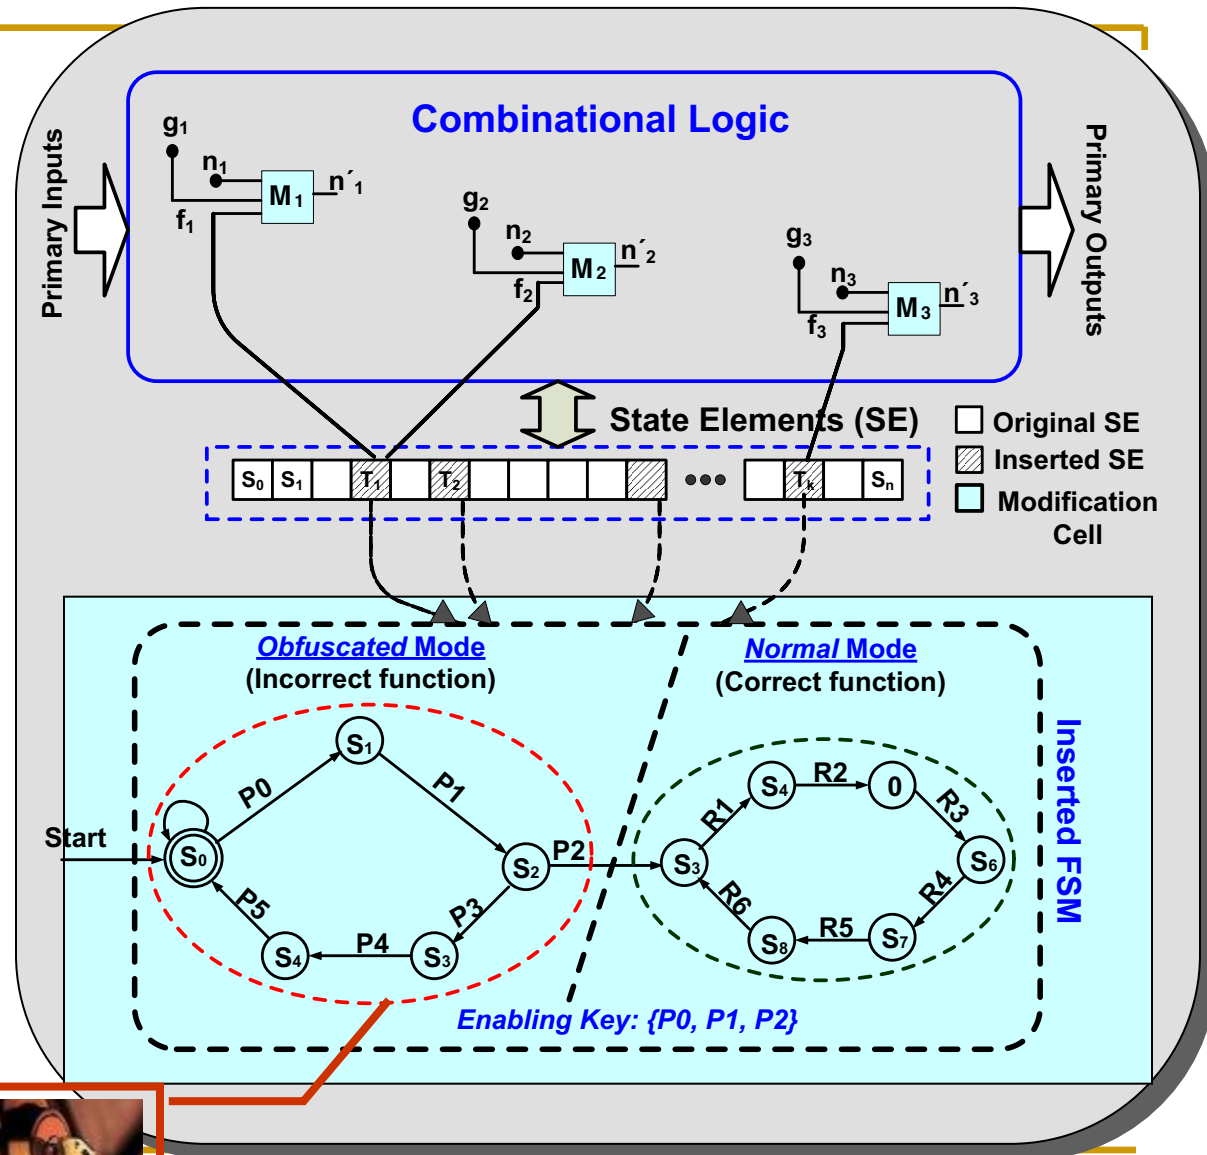 Combinational Logic
Primary Inputs
Primary Outputs
g1
n1
M1
n´1
f1
g2
n2
M2
n´2
f2
g3
n3
M3
n´3
f3
State Elements (SE)
Original SE
Inserted SE
Modification
Cell
S0 S1 T1 T2 Tk Sn
Obfuscated Mode
(Incorrect function)
Normal Mode
(Correct function)
Inserted FSM
Start
S0
P0
S1
P1
S2
P2
P3
S3
P4
S4
P5
S3
R1
S4
R2
0
R3
S6
R4
S7
R5
S8
R6
Enabling Key: {P0, P1, P2}